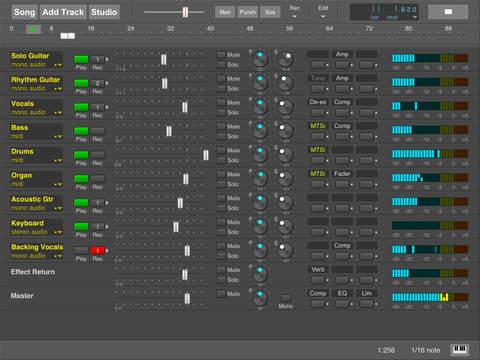 Song Add Track Studio Mon Punch Sos Rec Edit 11 1.820
bar beat
0 8 16 24 32 40 48 56 64 72 80 88
Solo Guitar Mute Amp
mono audio Play Rec Solo
Rhythm Guitar Mute Tune Amp
mono audio Play Rec Solo
Vocals Mute De-es Comp
mono audio Play Rec Solo
Bass Mute MTSi Comp
midi Play Rec Solo
Drums Mute MTSi
midi Play Rec Solo
Organ Mute MTSi Fader
midi Play Rec Solo
Acoustic Gtr Mute
mono audio Play Rec Solo
Keyboard Mute
stereo audio Play Rec Solo
Backing Vocals 1 Mute Comp
mono audio Play Rec Solo
Effect Return Mute Verb
Solo
Master Mute Comp EQ Lim
Mono
1:256 1/16 note